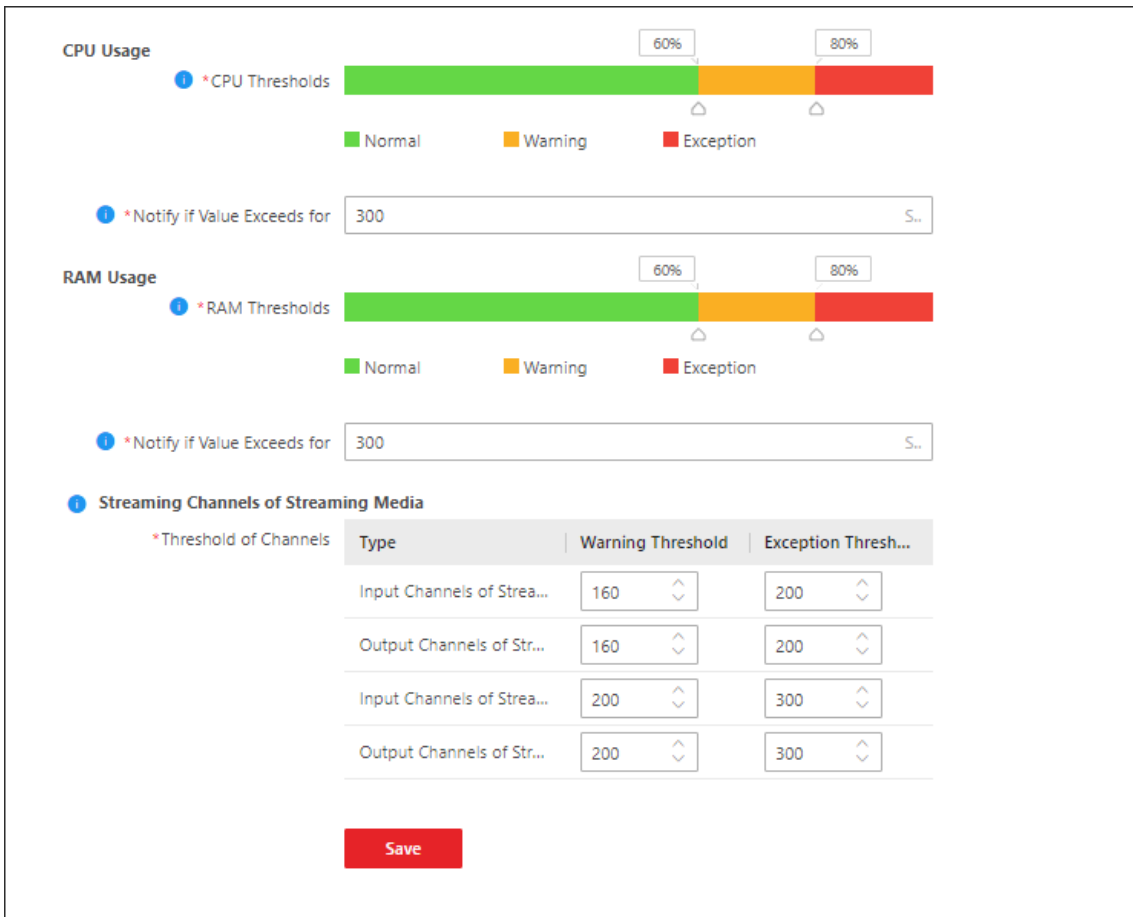 CPU Usage
60% 80%
*CPU Thresholds
Normal Warning Exception
*Notify if Value Exceeds for 300 S..
RAM Usage
60% 80%
*RAM Thresholds
Normal Warning Exception
*Notify if Value Exceeds for 300 S..
Streaming Channels of Streaming Media
*Threshold of Channels Type Warning Threshold Exception Thresh...
Input Channels of Strea... 160 200
Output Channels of Str... 160 200
Input Channels of Strea... 200 300
Output Channels of Str... 200 300
Save